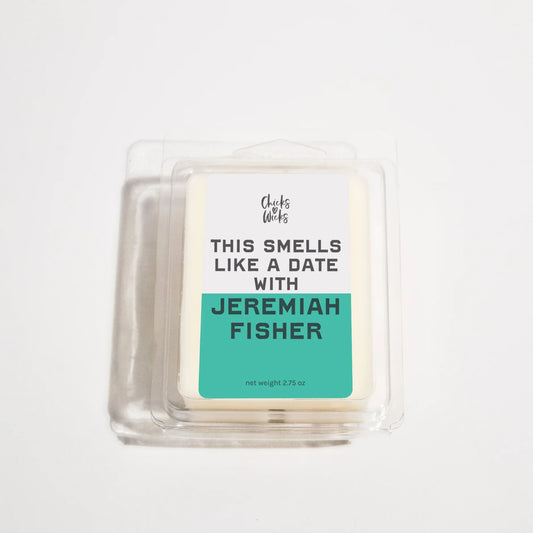 Chicks
Wicks
THIS SMELLS
LIKE A DATE
WITH
JEREMIAH
FISHER
net weight 2.75 oz